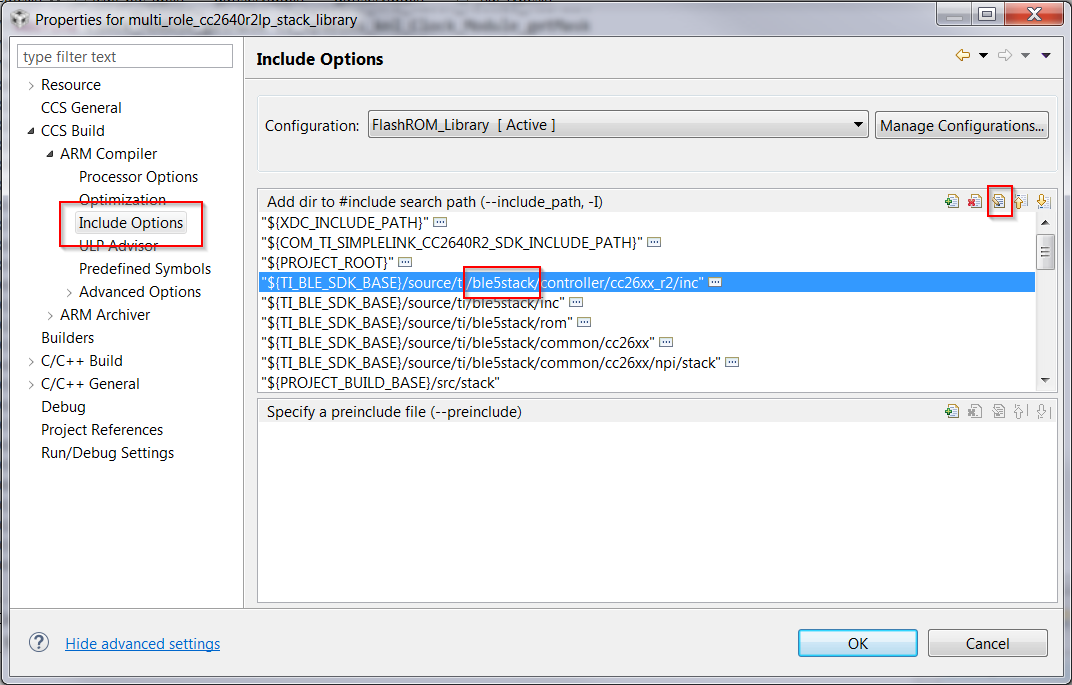 Properties for multi_role_cc2640r2lp_stack_library
type filter text
Resource
CCS General
CCS Build
ARM Compiler
Processor Options
Optimization
Include Options
ULP Advisor
Predefined Symbols
Advanced Options
ARM Archiver
Builders
C/C++ Build
C/C++ General
Debug
Project References
Run/Debug Settings
Include Options
Configuration: FlashROM_Library [ Active ] Manage Configurations...
Add dir to #include search path (--include_path, -I)
"${XDC_INCLUDE_PATH}"
"${COM_TI_SIMPLELINK_CC2640R2_SDK_INCLUDE_PATH}"
"${PROJECT_ROOT}"
"${TI_BLE_SDK_BASE}/source/ti/ble5stack/controller/cc26xx_r2/inc"
"${TI_BLE_SDK_BASE}/source/ti/ble5stack/inc"
"${TI_BLE_SDK_BASE}/source/ti/ble5stack/rom"
"${TI_BLE_SDK_BASE}/source/ti/ble5stack/common/cc26xx"
"${TI_BLE_SDK_BASE}/source/ti/ble5stack/common/cc26xx/npi/stack"
"${PROJECT_BUILD_BASE}/src/stack"
Specify a preinclude file (--preinclude)
? Hide advanced settings
OK Cancel